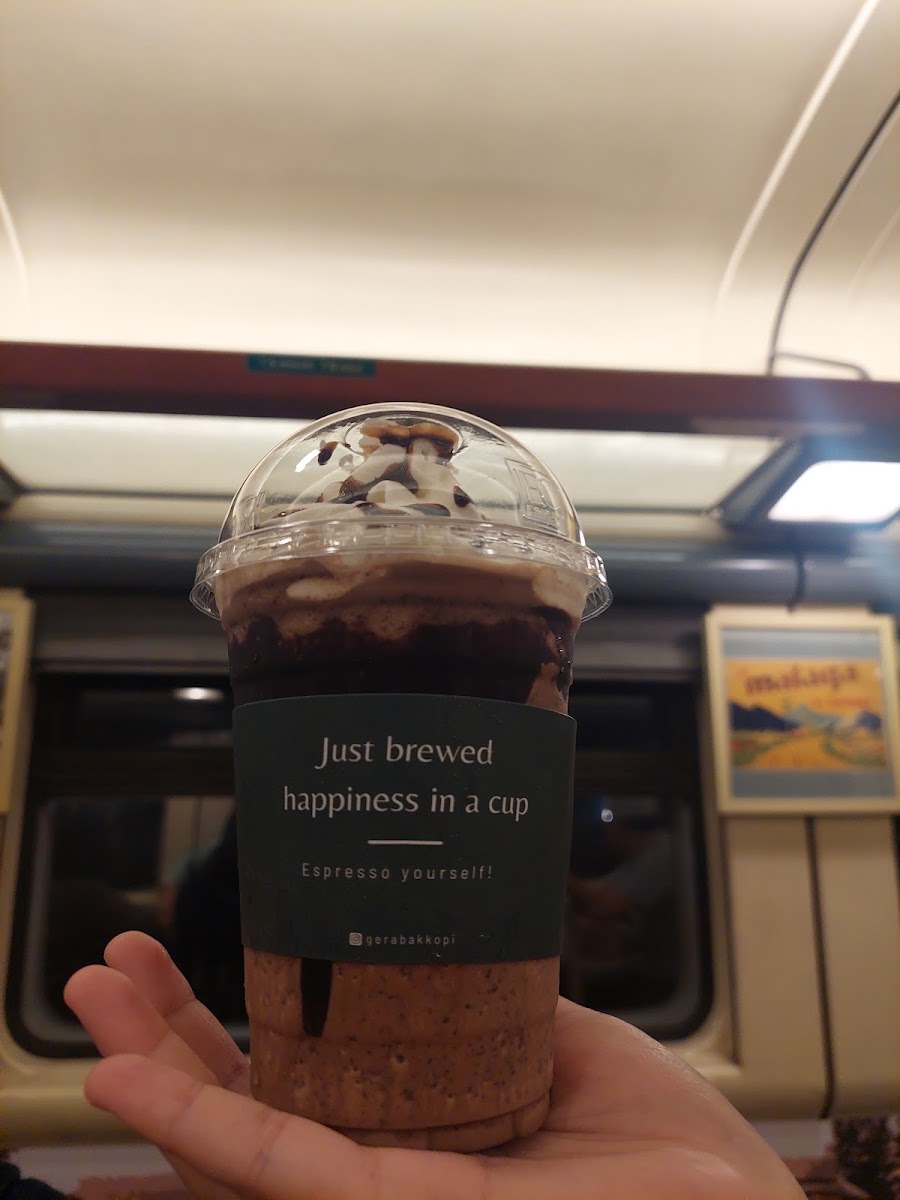 Just brewed
happiness in a cup
Espresso yourself!
gerabakkopi
malaga